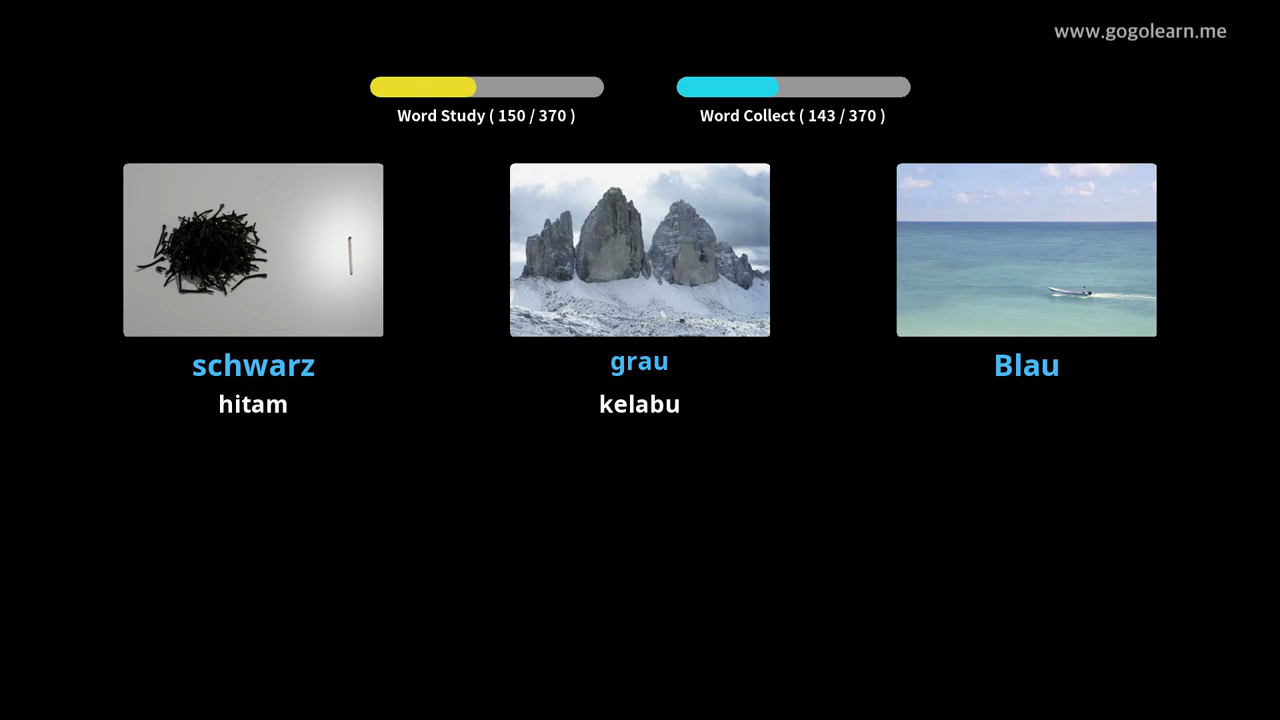 www.gogolearn.me
Word Study ( 150 / 370 )
Word Collect ( 143 / 370 )
schwarz
grau
Blau
hitam
kelabu